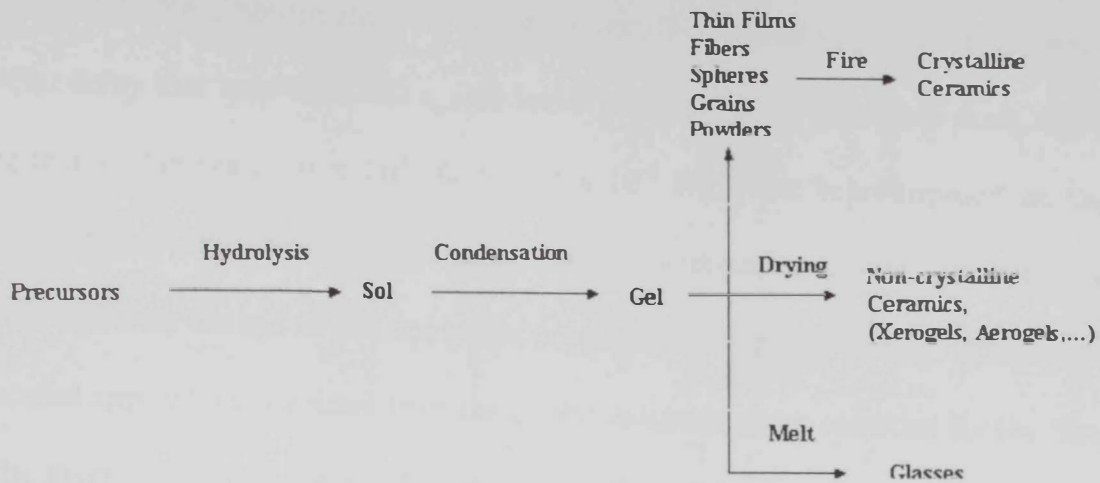 Thin Films
Fibers
Spheres
Grains
Powders
Fire
Crystalline
Ceramics
Hydrolysis
Condensation
Drying
Precursors
Sol
Gel
Non-crystalline
Ceramics,
(Xerogels, Aerogels,...)
Melt
Glasses